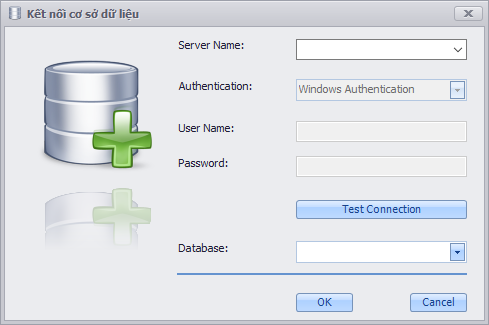 Kết nối cơ sở dữ liệu
Server Name:
Authentication:
Windows Authentication
User Name:
Password:
Test Connection
Database:
OK
Cancel